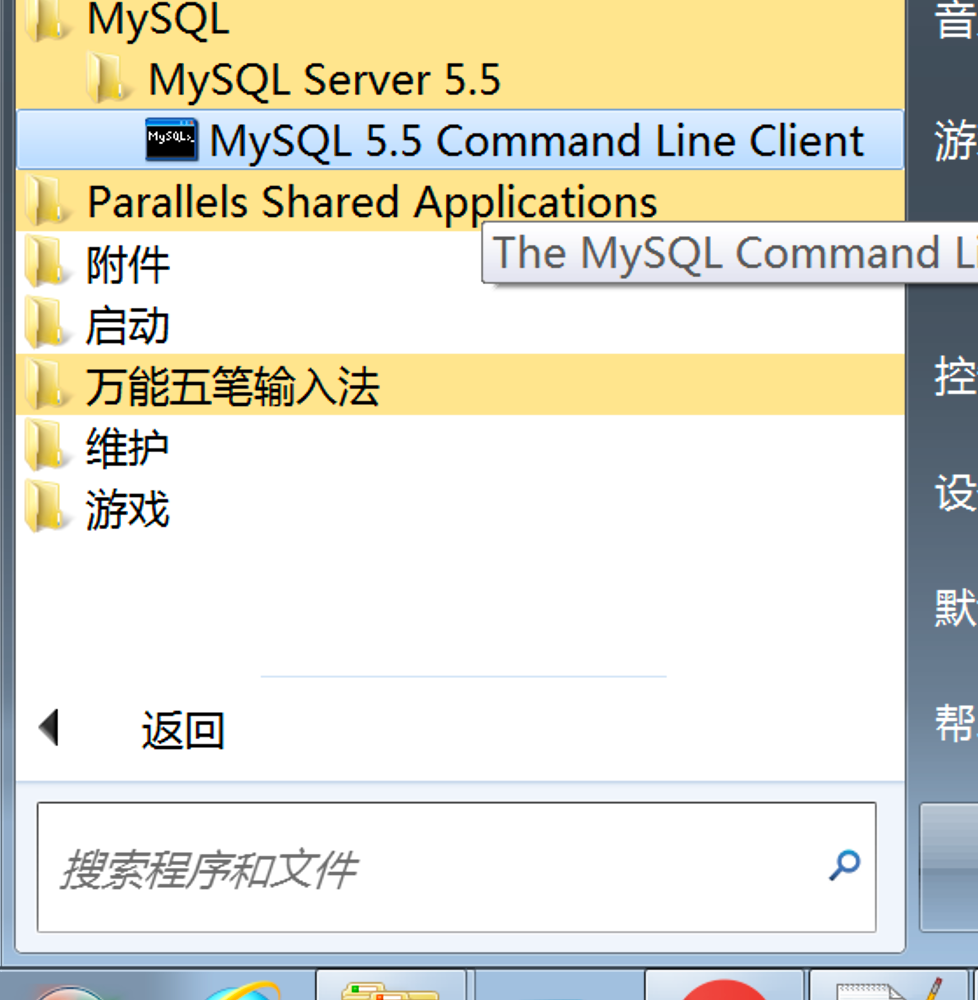 MySQL
MySQL Server 5.5
MySQL 5.5 Command Line Client
Parallels Shared Applications
The MySQL Command Li
附件
启动
万能五笔输入法
维护
游戏
返回
搜索程序和文件
音
游
控
设
默
帮